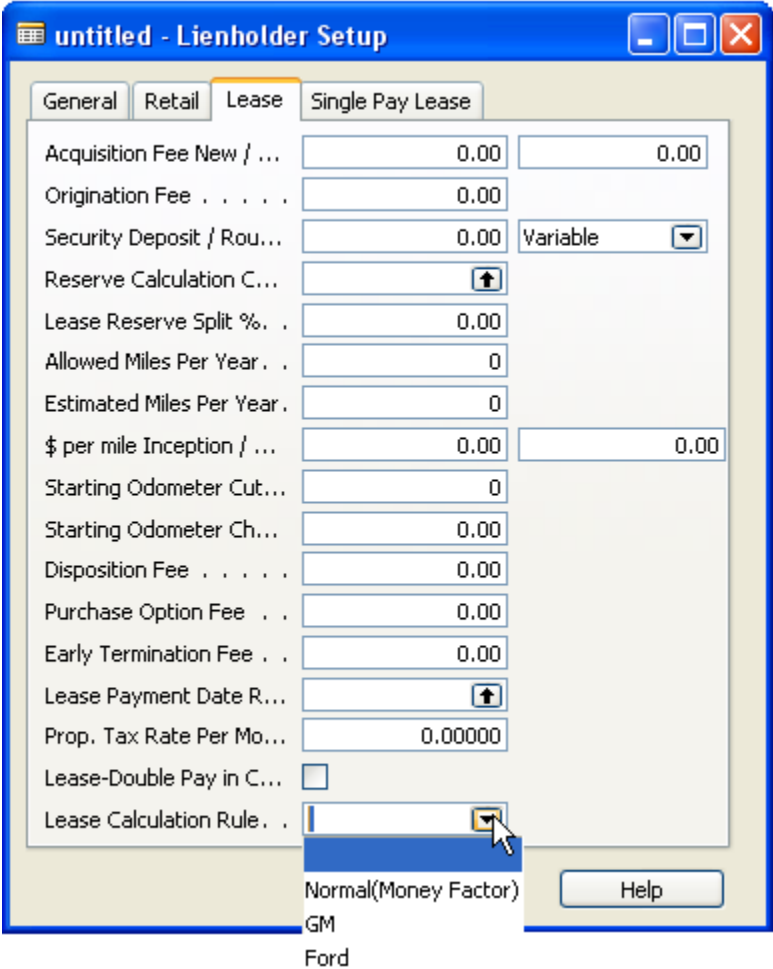 untitled - Lienholder Setup
General Retail Lease Single Pay Lease
Acquisition Fee New / ... 0.00 0.00
Origination Fee . . . . . 0.00
Security Deposit / Rou... 0.00 Variable
Reserve Calculation C...
Lease Reserve Split %. . 0.00
Allowed Miles Per Year. . 0
Estimated Miles Per Year. 0
$ per mile Inception / ... 0.00 0.00
Starting Odometer Cut... 0
Starting Odometer Ch... 0.00
Disposition Fee . . . . . 0.00
Purchase Option Fee . . 0.00
Early Termination Fee . . 0.00
Lease Payment Date R...
Prop. Tax Rate Per Mo... 0.00000
Lease-Double Pay in C...
Lease Calculation Rule. .
Normal(Money Factor) Help
GM
Ford